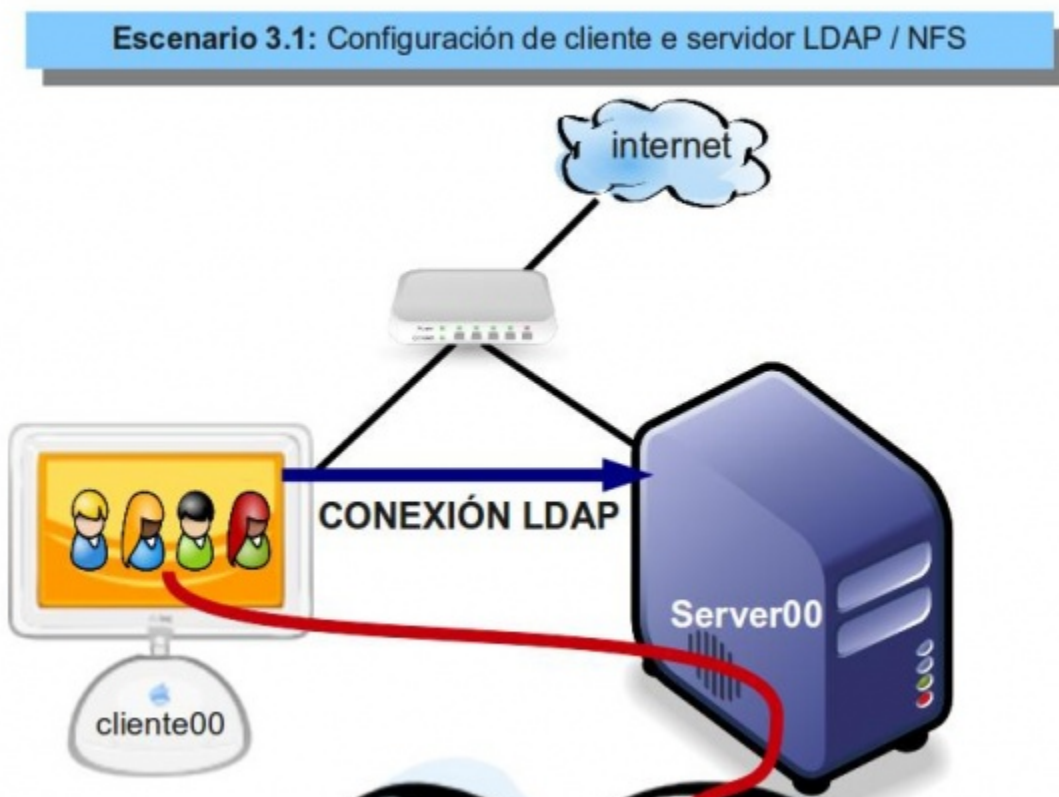 Escenario 3.1: Configuración de cliente e servidor LDAP / NFS
internet
CONEXIÓN LDAP
Server00
cliente00